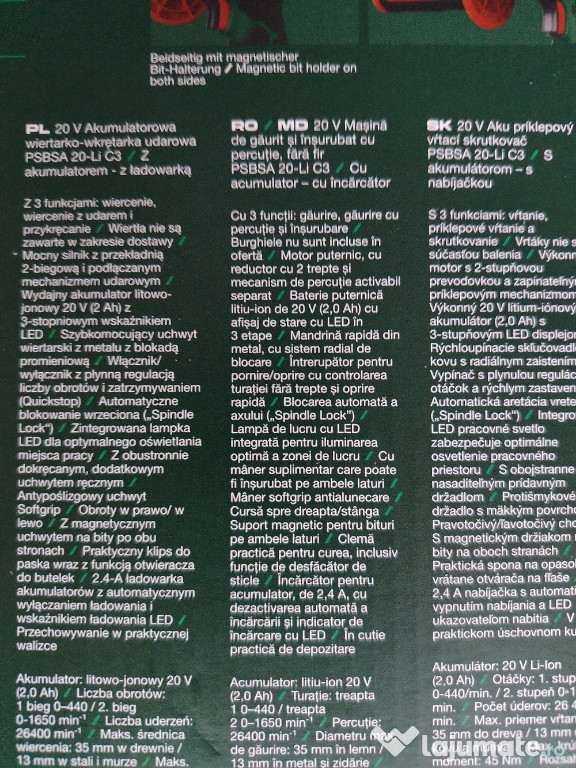 Beidseitig mit magnetischer
Bit-Halterung / Magnetic bit holder on
both sides
PL 20 V Akumulatorowa
wiertarko-wkrętarka udarowa
PSBSA 20-Li C3 / Z
akumulatorem - z ładowarką
Z 3 funkcjami: wiercenie,
wiercenie z udarem i
przykręcanie / Wiertła nie są
zawarte w zakresie dostawy /
Mocny silnik z przekładnią
2-biegową i podłączanym
mechanizmem udarowym /
Wydajny akumulator litowo-
jonowy 20 V (2 Ah) z
3-stopniowym wskaźnikiem
LED / Szybkomocujący uchwyt
wiertarski z metalu z blokadą
promieniową / Włącznik/
wyłącznik z płynną regulacją
liczby obrotów i zatrzymywaniem
(Quickstop) / Automatyczne
blokowanie wrzeciona („Spindle
Lock") / Zintegrowana lampka
LED dla optymalnego oświetlania
miejsca pracy / Z obustronnie
dokręcanym, dodatkowym
uchwytem ręcznym /
Antypoślizgowy uchwyt
Softgrip / Obroty w prawo/ w
lewo / Z magnetycznym
uchwytem na bity po obu
stronach / Praktyczny klips do
paska wraz z funkcją otwieracza
do butelek / 2.4-A ładowarka
akumulatorów z automatycznym
wyłączaniem ładowania i
wskaźnikiem ładowania LED /
Przechowywanie w praktycznej
walizce
Akumulator: litowo-jonowy 20 V
(2,0 Ah) / Liczba obrotów:
1 bieg 0–440 / 2. bieg
0–1650 min⁻¹ / Liczba uderzeń:
26400 min⁻¹ / Maks. średnica
wiercenia: 35 mm w drewnie /
13 mm w stali i murze / Maks.
RO / MD 20 V Mașină
de găurit și înșurubat cu
percuție, fără fir
PSBSA 20-Li C3 / Cu
acumulator – cu încărcător
Cu 3 funcții: găurire, găurire cu
percuție și înșurubare /
Burghiele nu sunt incluse în
ofertă / Motor puternic, cu
reductor cu 2 trepte și
mecanism de percuție activabil
separat / Baterie puternică
litiu-ion de 20 V (2,0 Ah) cu
afișaj de stare cu LED în
3 etape / Mandrină rapidă din
metal, cu sistem radial de
blocare / Întrerupător pentru
pornire/oprire cu controlarea
turației fără trepte și oprire
rapidă / Blocarea automată a
axului („Spindle Lock") /
Lampă de lucru cu LED
integrată pentru iluminarea
optimă a zonei de lucru / Cu
mâner suplimentar care poate
fi înșurubat pe ambele laturi /
Mâner softgrip antialunecare /
Cursă spre dreapta/stânga /
Suport magnetic pentru bituri
pe ambele laturi / Clemă
practică pentru curea, inclusiv
funcție de desfăcător de
sticle / Încărcător pentru
acumulator, de 2,4 A, cu
dezactivarea automată a
încărcării și indicator de
încărcare cu LED / În cutie
practică de depozitare
Acumulator: litiu-ion 20 V
(2,0 Ah) / Turație: treapta
1 0–440 / treapta
2 0–1650 min⁻¹ / Percuție:
26400 min⁻¹ / Diametru max.
de găurire: 35 mm în lemn /
13 mm în metal și zidărie
SK 20 V Aku príklepový
vŕtací skrutkovač
PSBSA 20-Li C3 / S
akumulátorom – s
nabíjačkou
S 3 funkciami: vŕtanie,
príklepové vŕtanie a
skrutkovanie / Vrtáky nie s
súčasťou balenia / Výkonn
motor s 2-stupňovou
prevodovkou a zapínateľným
príklepovým mechanizmom
Výkonný 20 V lítium-iónový
akumulátor (2,0 Ah) s
3-stupňovým LED displejom
Rýchloupínacie skľučovadlo
kovu s radiálnym zaistením
Vypínač s plynulou regulác
otáčok a rýchlym zastaven
Automatická aretácia vreten
(„Spindle Lock") / Integro
LED pracovné svetlo
zabezpečuje optimálne
osvetlenie pracovného
priestoru / S obojstranne
nasaditeľným prídavným
držadlom / Protišmykové
držadlo s mäkkým povrcho
Pravotočivý/ľavotočivý cho
S magnetickým držiakom n
bity na oboch stranách /
Praktická spona na opasok
vrátane otvárača na fľaše /
2,4 A nabíjačka s automati
vypnutím nabíjania a LED
ukazovateľom nabitia / V
praktickom úschovnom ku
Akumulátor: 20 V Li-Ion
(2,0 Ah) / Otáčky: 1. stup
0-440/min. / 2. stupeň 0-1
min. / Počet úderov: 26 4
min. / Max. priemer vŕtan
35 mm do dreva / 13 mm
moment: 45 Nm / Rozsa
lajumate.ro